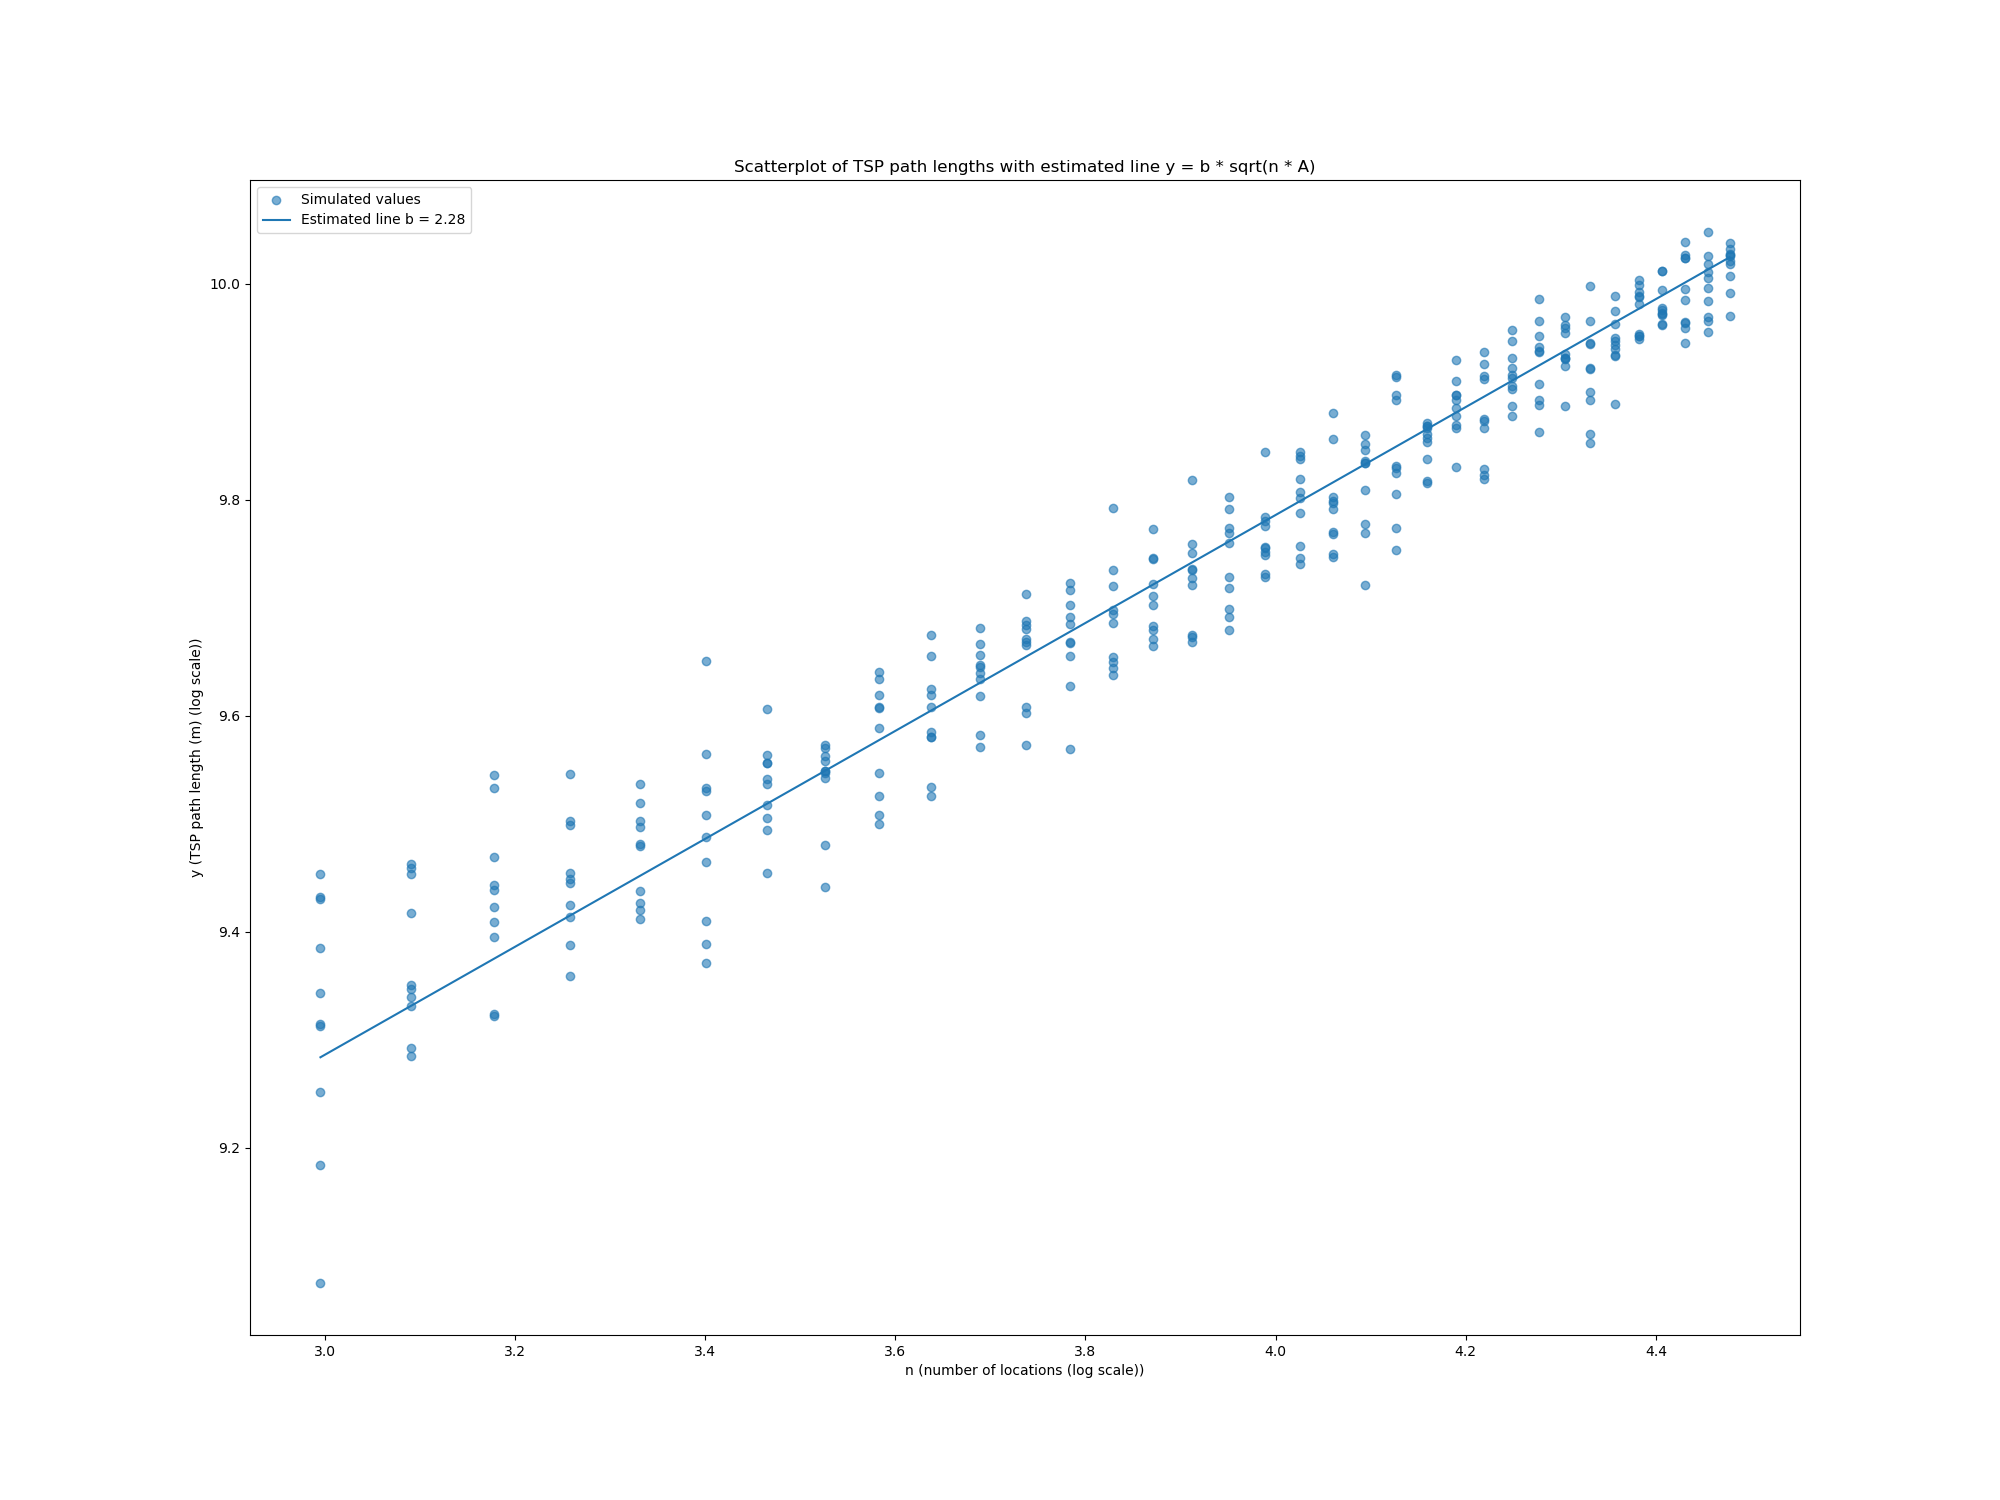 Scatterplot of TSP path lengths with estimated line y = b * sqrt(n * A)
Simulated values
Estimated line b = 2.28
10.0
9.8
9.6
9.4
9.2
y (TSP path length (m) (log scale))
3.0 3.2 3.4 3.6 3.8 4.0 4.2 4.4
n (number of locations (log scale))